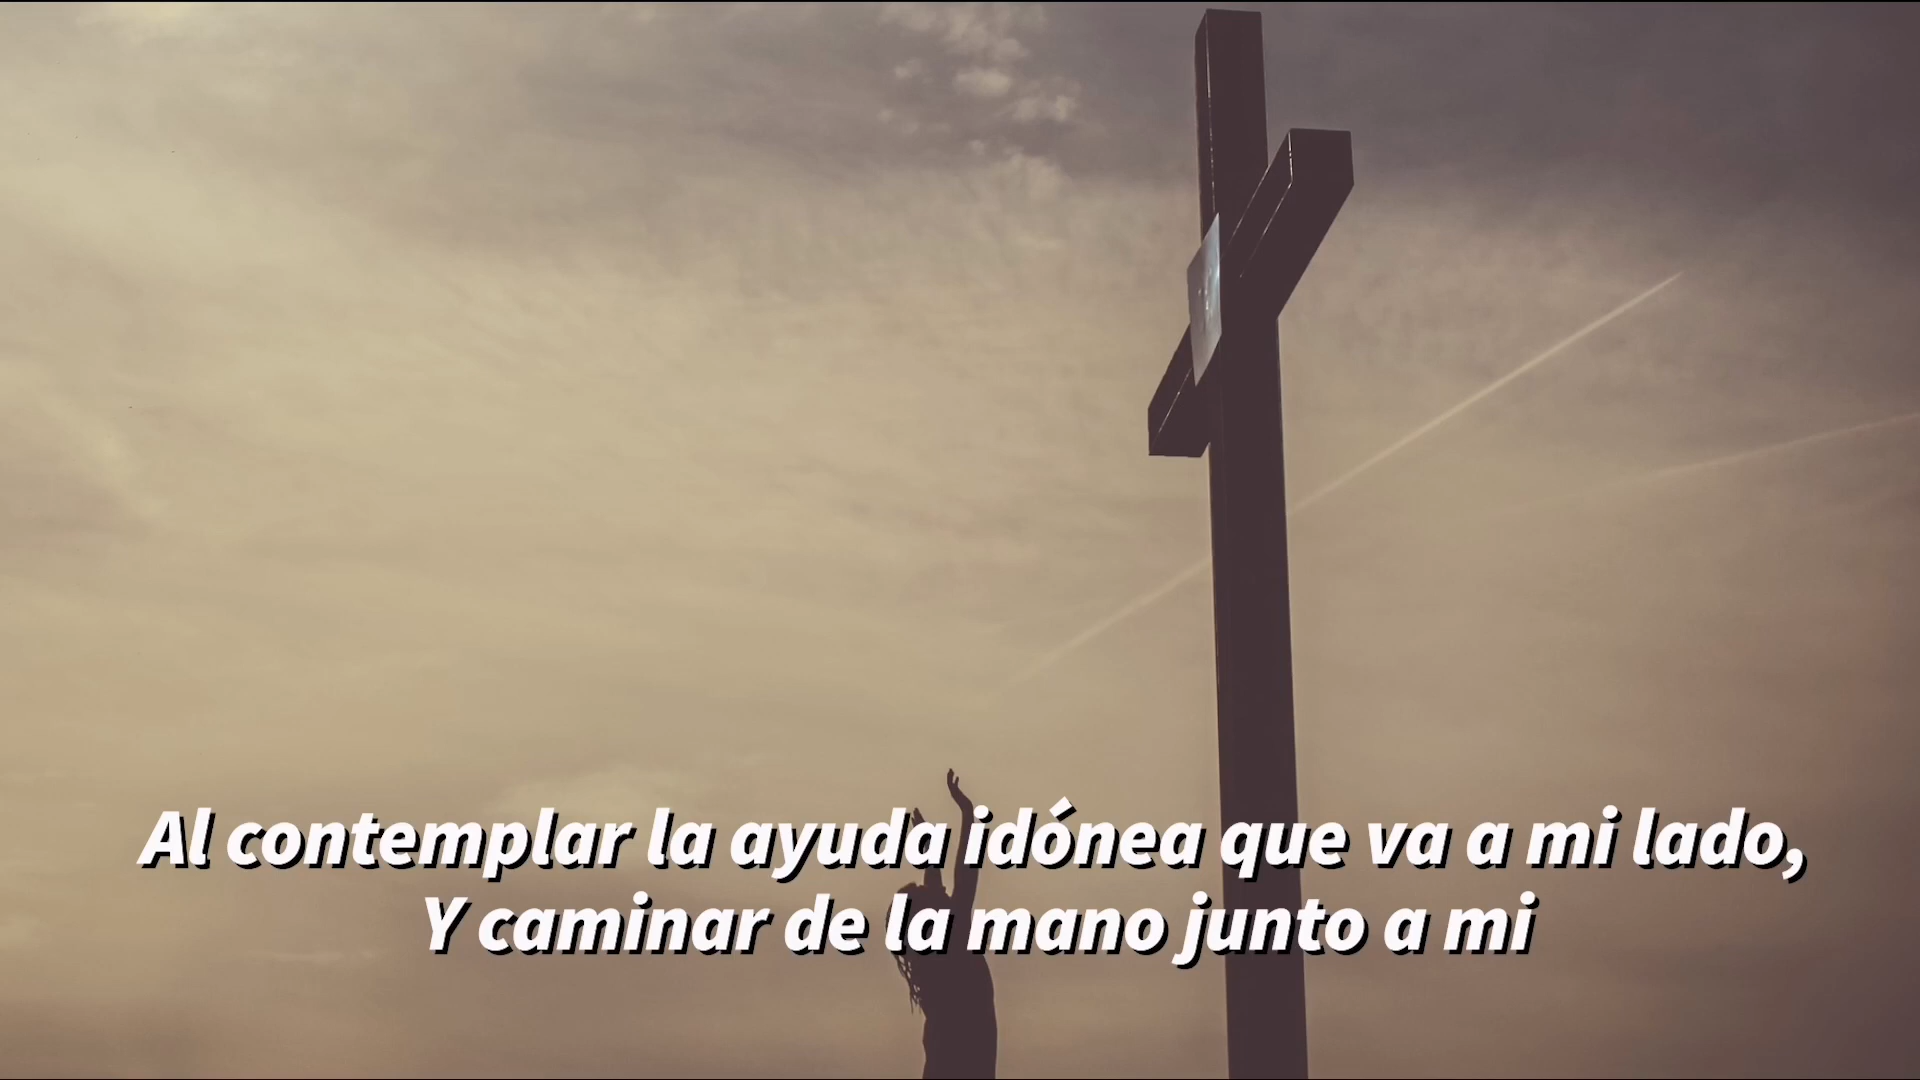 Al contemplar la ayuda idónea que va a mi lado,
Y caminar de la mano junto a mi